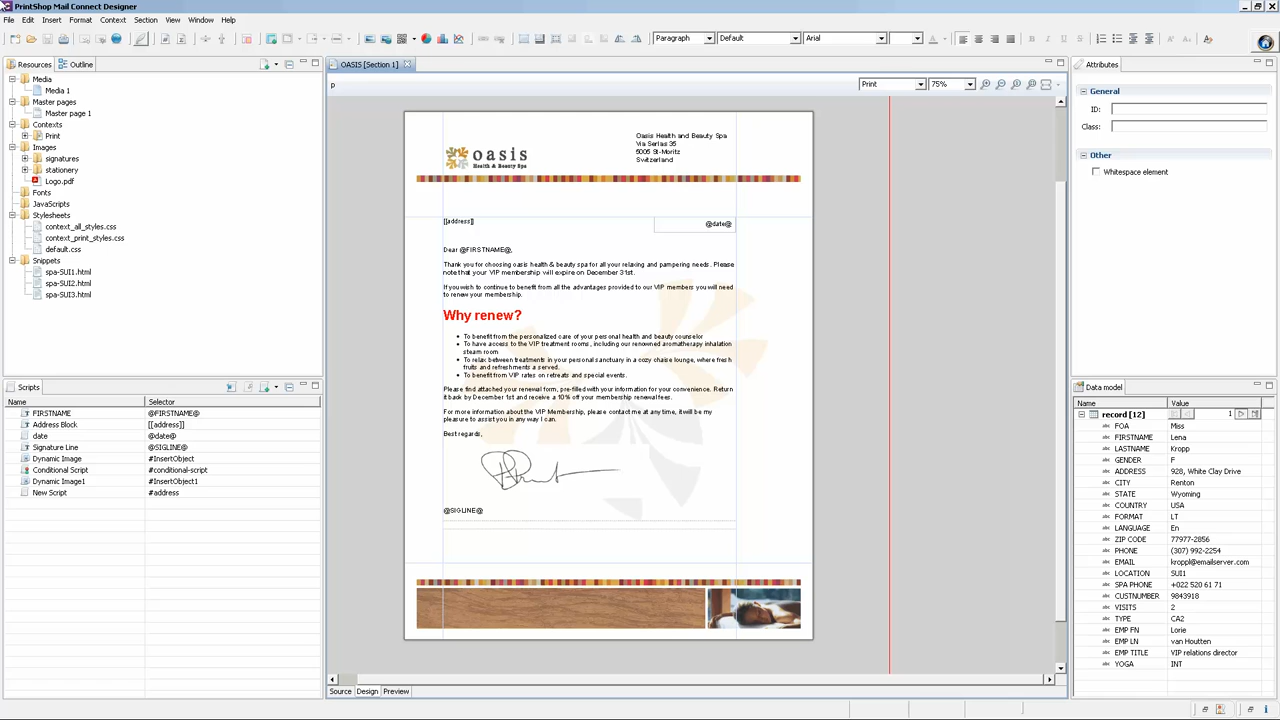 PrintShop Mail Connect Designer
File Edit Insert Format Context Section View Window Help
Paragraph Default Arial
Resources Outline
Media
Media 1
Master pages
Master page 1
Contexts
Print
Images
signatures
stationery
Logo.pdf
Fonts
JavaScripts
Stylesheets
context_all_styles.css
context_print_styles.css
default.css
Snippets
spa-SUI1.html
spa-SUI2.html
spa-SUI3.html
Scripts
Name Selector
FIRSTNAME @FIRSTNAME@
Address Block [[address]]
date @date@
Signature Line @SIGLINE@
Dynamic Image #InsertObject
Conditional Script #conditional-script
Dynamic Image1 #InsertObject1
New Script #address
OASIS [Section 1]
p Print 75%
oasis
Health & Beauty Spa
Oasis Health and Beauty Spa
Via Serlas 35
5005 St-Moritz
Switzerland
[[address]] @date@
Dear @FIRSTNAME@,
Thank you for choosing oasis health & beauty spa for all your relaxing and pampering needs. Please
note that your VIP membership will expire on December 31st.
If you wish to continue to benefit from all the advantages provided to our VIP members you will need
to renew your membership.
Why renew?
• To benefit from the personalized care of your personal health and beauty counselor
• To have access to the VIP treatment rooms, including our renowned aromatherapy inhalation
steam room
• To relax between treatments in your personal sanctuary in a cozy chaise lounge, where fresh
fruits and refreshments a served.
• To benefit from VIP rates on retreats and special events.
Please find attached your renewal form, pre-filled with your information for your convenience. Return
it back by December 1st and receive a 10% off your membership renewal fees.
For more information about the VIP Membership, please contact me at any time, it will be my
pleasure to assist you in any way I can.
Best regards,
@SIGLINE@
Source Design Preview
Attributes
General
ID:
Class:
Other
Whitespace element
Data model
Name Value
record [12] 1
FOA Miss
FIRSTNAME Lena
LASTNAME Kropp
GENDER F
ADDRESS 928, White Clay Drive
CITY Renton
STATE Wyoming
COUNTRY USA
FORMAT LT
LANGUAGE En
ZIP CODE 77977-2856
PHONE (307) 992-2254
EMAIL kroppl@emailserver.com
LOCATION SUI1
SPA PHONE +022 520 61 71
CUSTNUMBER 9843918
VISITS 2
TYPE CA2
EMP FN Lorie
EMP LN van Houtten
EMP TITLE VIP relations director
YOGA INT